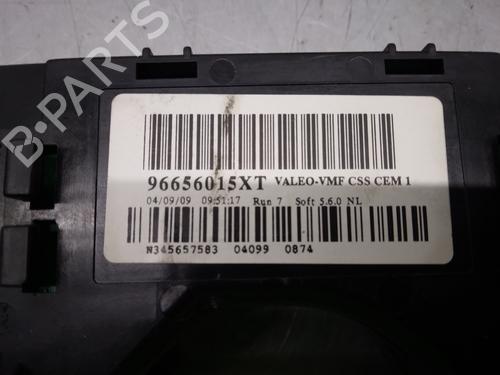 96656015XT VALEO-VMF CSS CEM 1
04/09/09 09:51:17 Run 7 Soft 5.6.0 NL
N345657583 04099 0874
B-PARTS